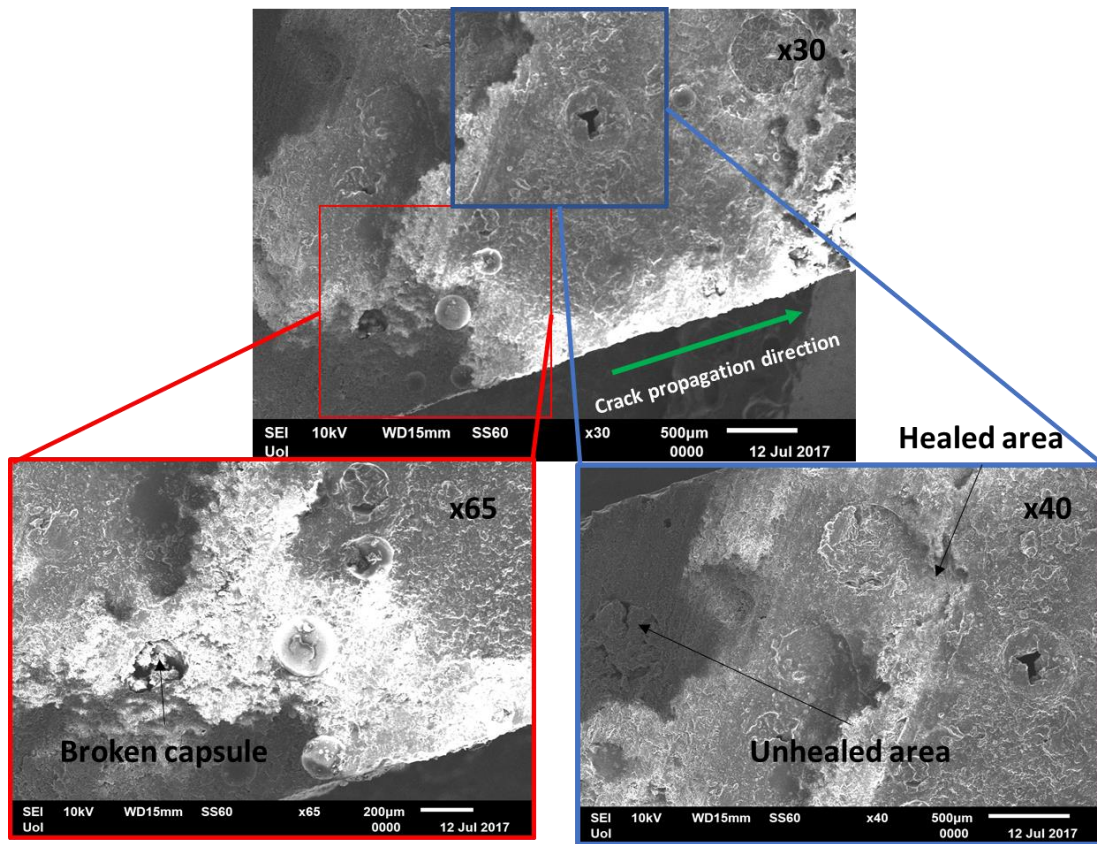 x30
Crack propagation direction
SEI 10kV WD15mm SS60 x30 500µm
UoI 0000 12 Jul 2017
Healed area
x65
Broken capsule
SEI 10kV WD15mm SS60 x65 200µm
UoI 0000 12 Jul 2017
x40
Unhealed area
SEI 10kV WD15mm SS60 x40 500µm
UoI 0000 12 Jul 2017